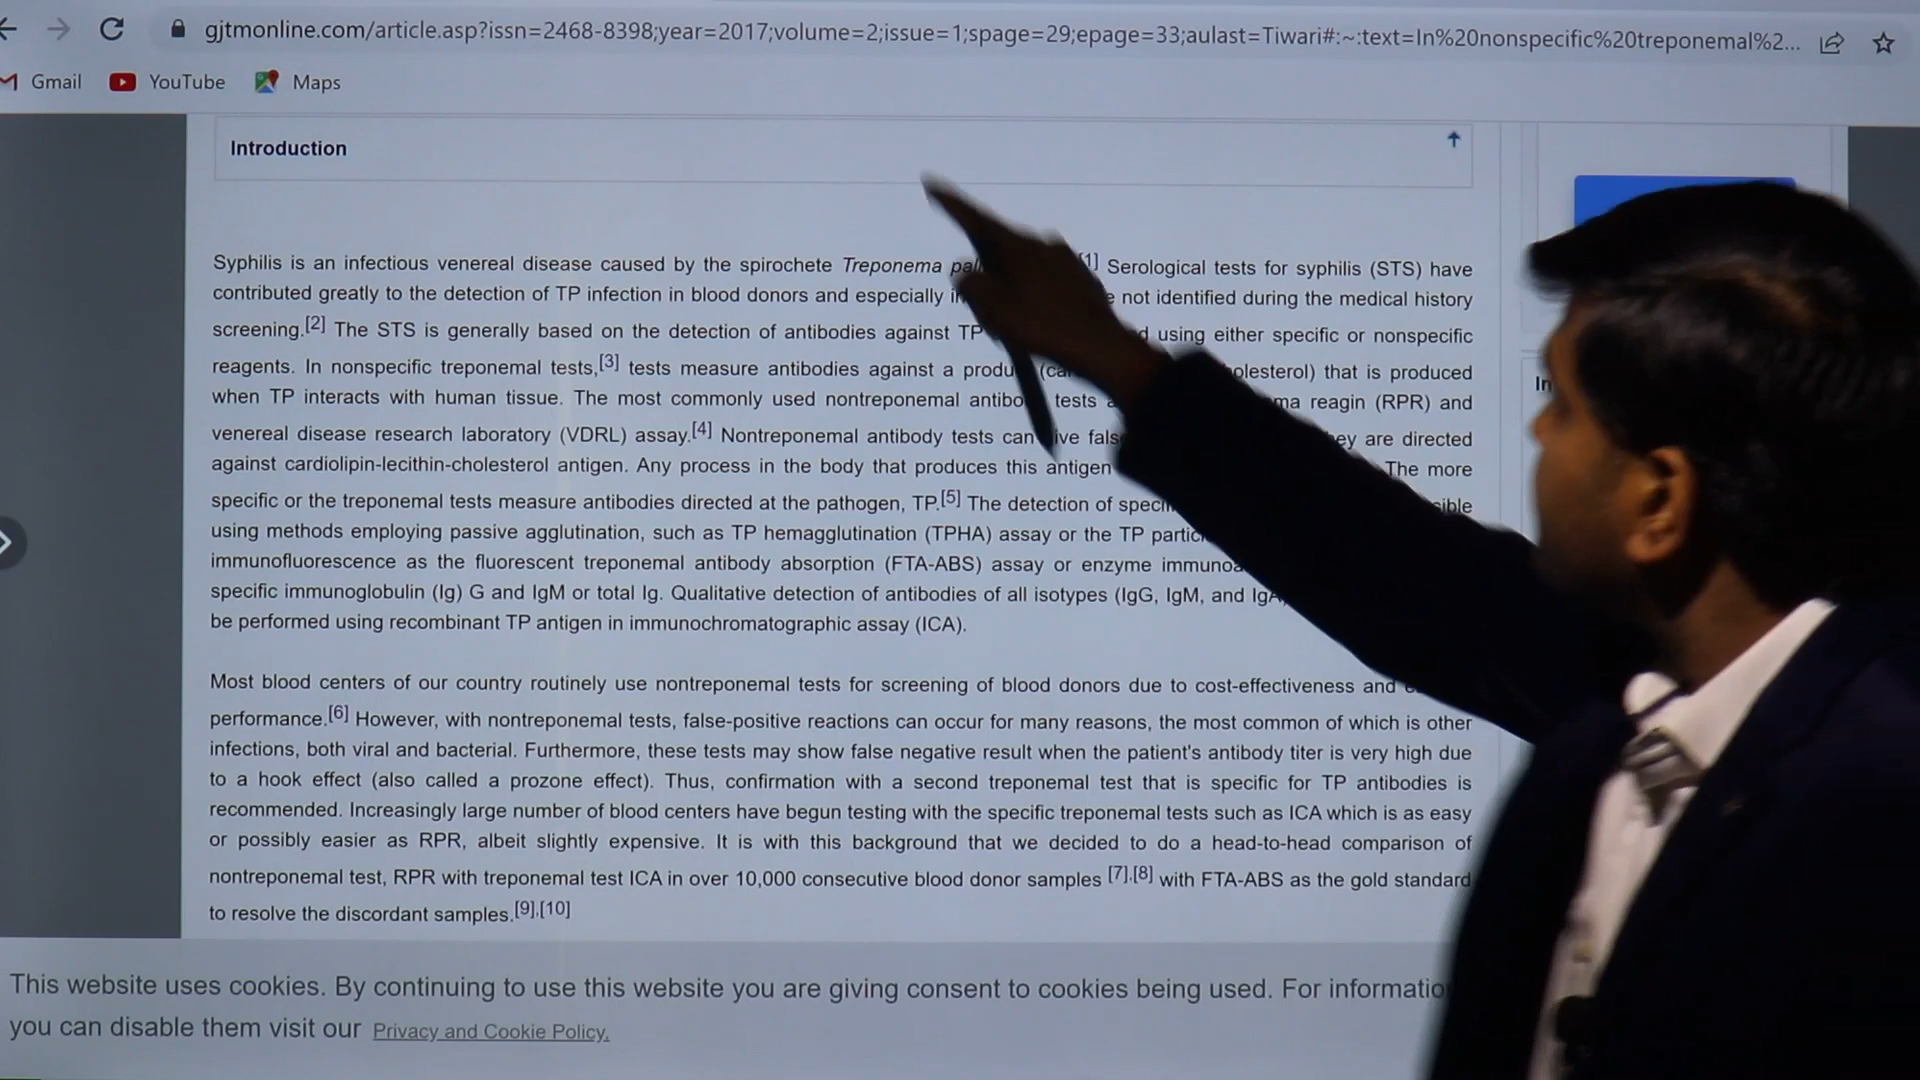 gjtmonline.com/article.asp?issn=2468-8398;year=2017;volume=2;issue=1;spage=29;epage=33;aulast=Tiwari#:~:text=In%20nonspecific%20treponemal%2...
Gmail YouTube Maps
Introduction
Syphilis is an infectious venereal disease caused by the spirochete Treponema [1] Serological tests for syphilis (STS) have
contributed greatly to the detection of TP infection in blood donors and especially not identified during the medical history
screening.[2] The STS is generally based on the detection of antibodies against TP using either specific or nonspecific
reagents. In nonspecific treponemal tests,[3] tests measure antibodies against a that is produced
when TP interacts with human tissue. The most commonly used nontreponemal tests reagin (RPR) and
venereal disease research laboratory (VDRL) assay.[4] Nontreponemal antibody tests can are directed
against cardiolipin-lecithin-cholesterol antigen. Any process in the body that produces this antigen The more
specific or the treponemal tests measure antibodies directed at the pathogen, TP.[5] The detection of
using methods employing passive agglutination, such as TP hemagglutination (TPHA) assay or the TP
immunofluorescence as the fluorescent treponemal antibody absorption (FTA-ABS) assay or enzyme
specific immunoglobulin (Ig) G and IgM or total Ig. Qualitative detection of antibodies of all isotypes (IgG, IgM, and
be performed using recombinant TP antigen in immunochromatographic assay (ICA).
Most blood centers of our country routinely use nontreponemal tests for screening of blood donors due to cost-effectiveness and
performance.[6] However, with nontreponemal tests, false-positive reactions can occur for many reasons, the most common of which is other
infections, both viral and bacterial. Furthermore, these tests may show false negative result when the patient's antibody titer is very high due
to a hook effect (also called a prozone effect). Thus, confirmation with a second treponemal test that is specific for TP antibodies is
recommended. Increasingly large number of blood centers have begun testing with the specific treponemal tests such as ICA which is as easy
or possibly easier as RPR, albeit slightly expensive. It is with this background that we decided to do a head-to-head comparison of
nontreponemal test, RPR with treponemal test ICA in over 10,000 consecutive blood donor samples [7],[8] with FTA-ABS as the gold standard
to resolve the discordant samples.[9],[10]
This website uses cookies. By continuing to use this website you are giving consent to cookies being used. For
you can disable them visit our Privacy and Cookie Policy.